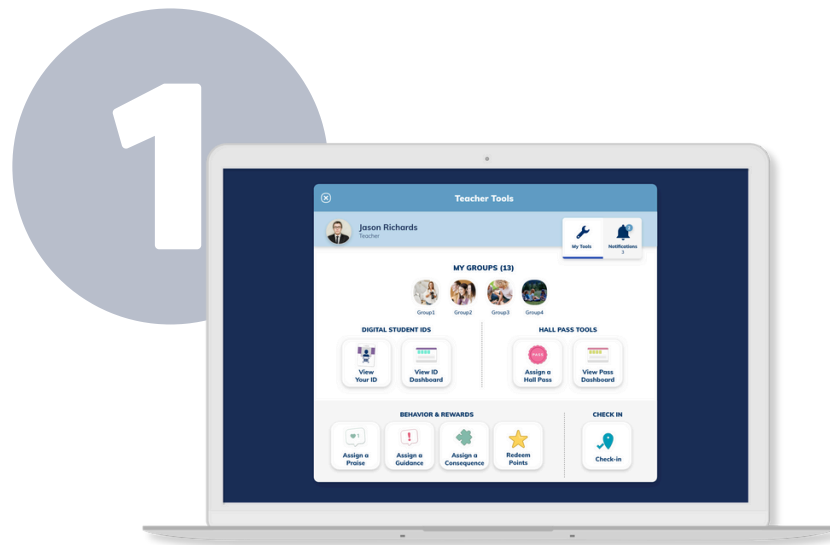 1
Teacher Tools
Jason Richards
Teacher
My Tools
Notifications
3
MY GROUPS (13)
Group1
Group2
Group3
Group4
DIGITAL STUDENT IDS
HALL PASS TOOLS
View
Your ID
View ID
Dashboard
PASS
Assign a
Hall Pass
View Pass
Dashboard
BEHAVIOR & REWARDS
CHECK IN
Assign a
Praise
Assign a
Guidance
Assign a
Consequence
Redeem
Points
Check-in